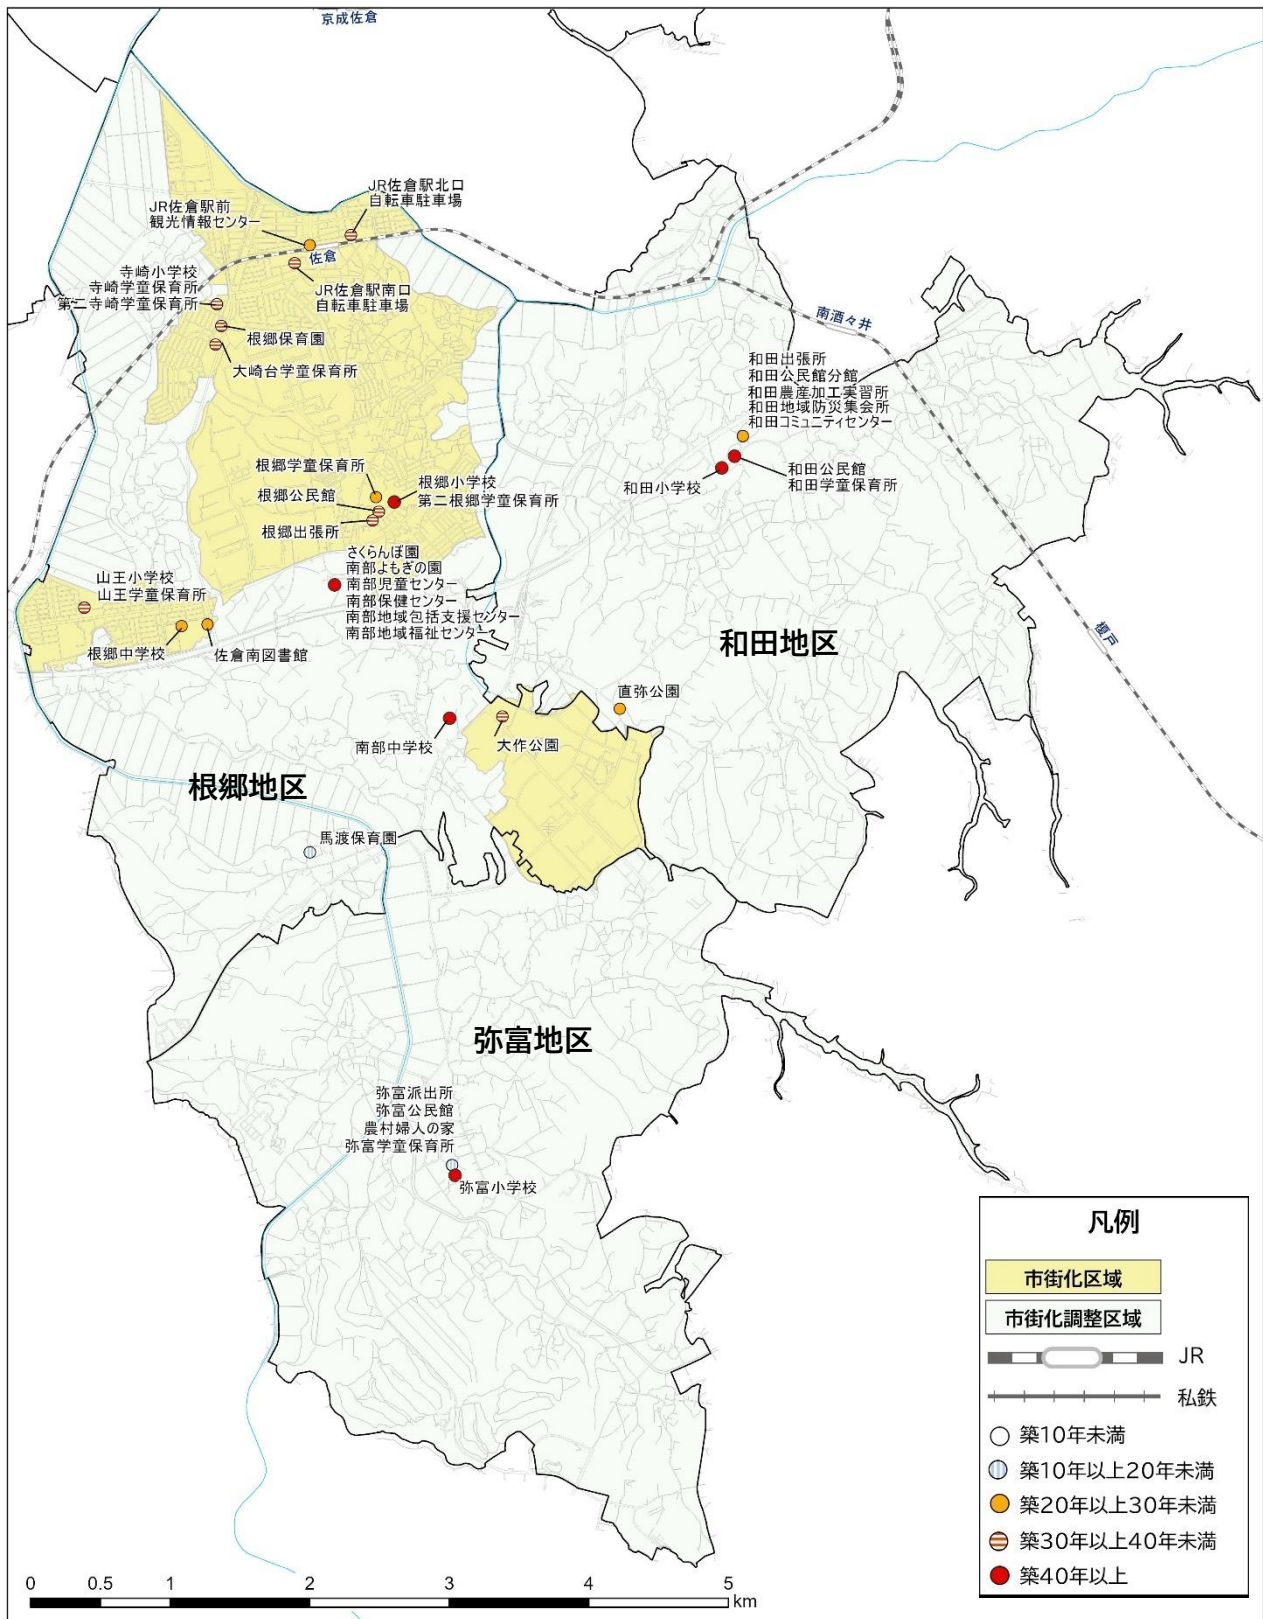 京成佐倉
JR佐倉駅北口
自転車駐車場
JR佐倉駅前
観光情報センター
佐倉
寺崎小学校
寺崎学童保育所
第二寺崎学童保育所
JR佐倉駅南口
自転車駐車場
南酒々井
根郷保育園
大崎台学童保育所
和田出張所
和田公民館分館
和田農産加工実習所
和田地域防災集会所
和田コミュニティセンター
根郷学童保育所
根郷公民館
根郷出張所
根郷小学校
第二根郷学童保育所
和田小学校
和田公民館
和田学童保育所
さくらんぼ園
南部よもぎの園
南部児童センター
南部保健センター
南部地域包括支援センター
南部地域福祉センター
山王小学校
山王学童保育所
根郷中学校
佐倉南図書館
和田地区
榎戸
直弥公園
南部中学校
大作公園
根郷地区
馬渡保育園
弥富地区
弥富派出所
弥富公民館
農村婦人の家
弥富学童保育所
弥富小学校
凡例
市街化区域
市街化調整区域
JR
私鉄
築10年未満
築10年以上20年未満
築20年以上30年未満
築30年以上40年未満
築40年以上
0 0.5 1 2 3 4 5
km